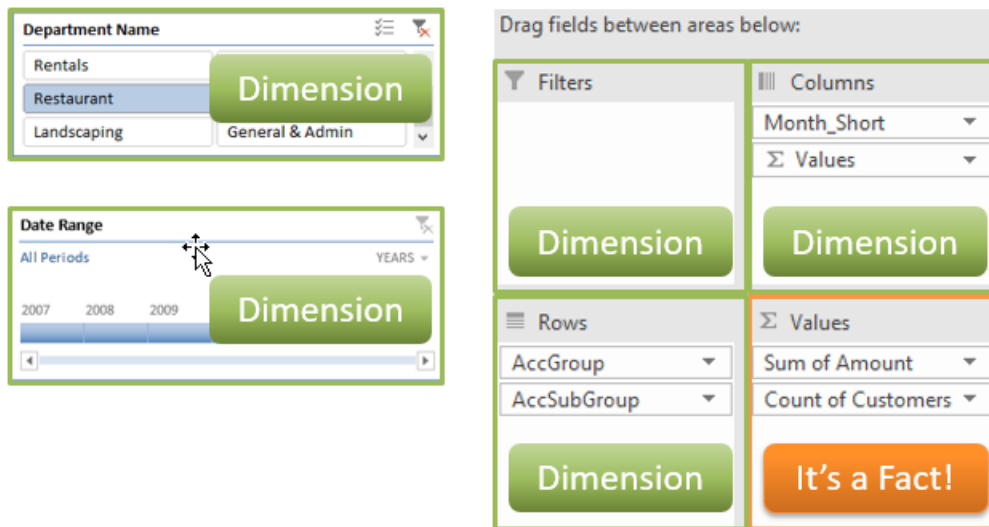 Department Name
Rentals
Dimension
Restaurant
Landscaping
General & Admin
Date Range
All Periods
YEARS
2007
2008
2009
Dimension
Drag fields between areas below:
Filters
Dimension
Columns
Month_Short
Σ Values
Dimension
Rows
AccGroup
AccSubGroup
Dimension
Σ Values
Sum of Amount
Count of Customers
It's a Fact!